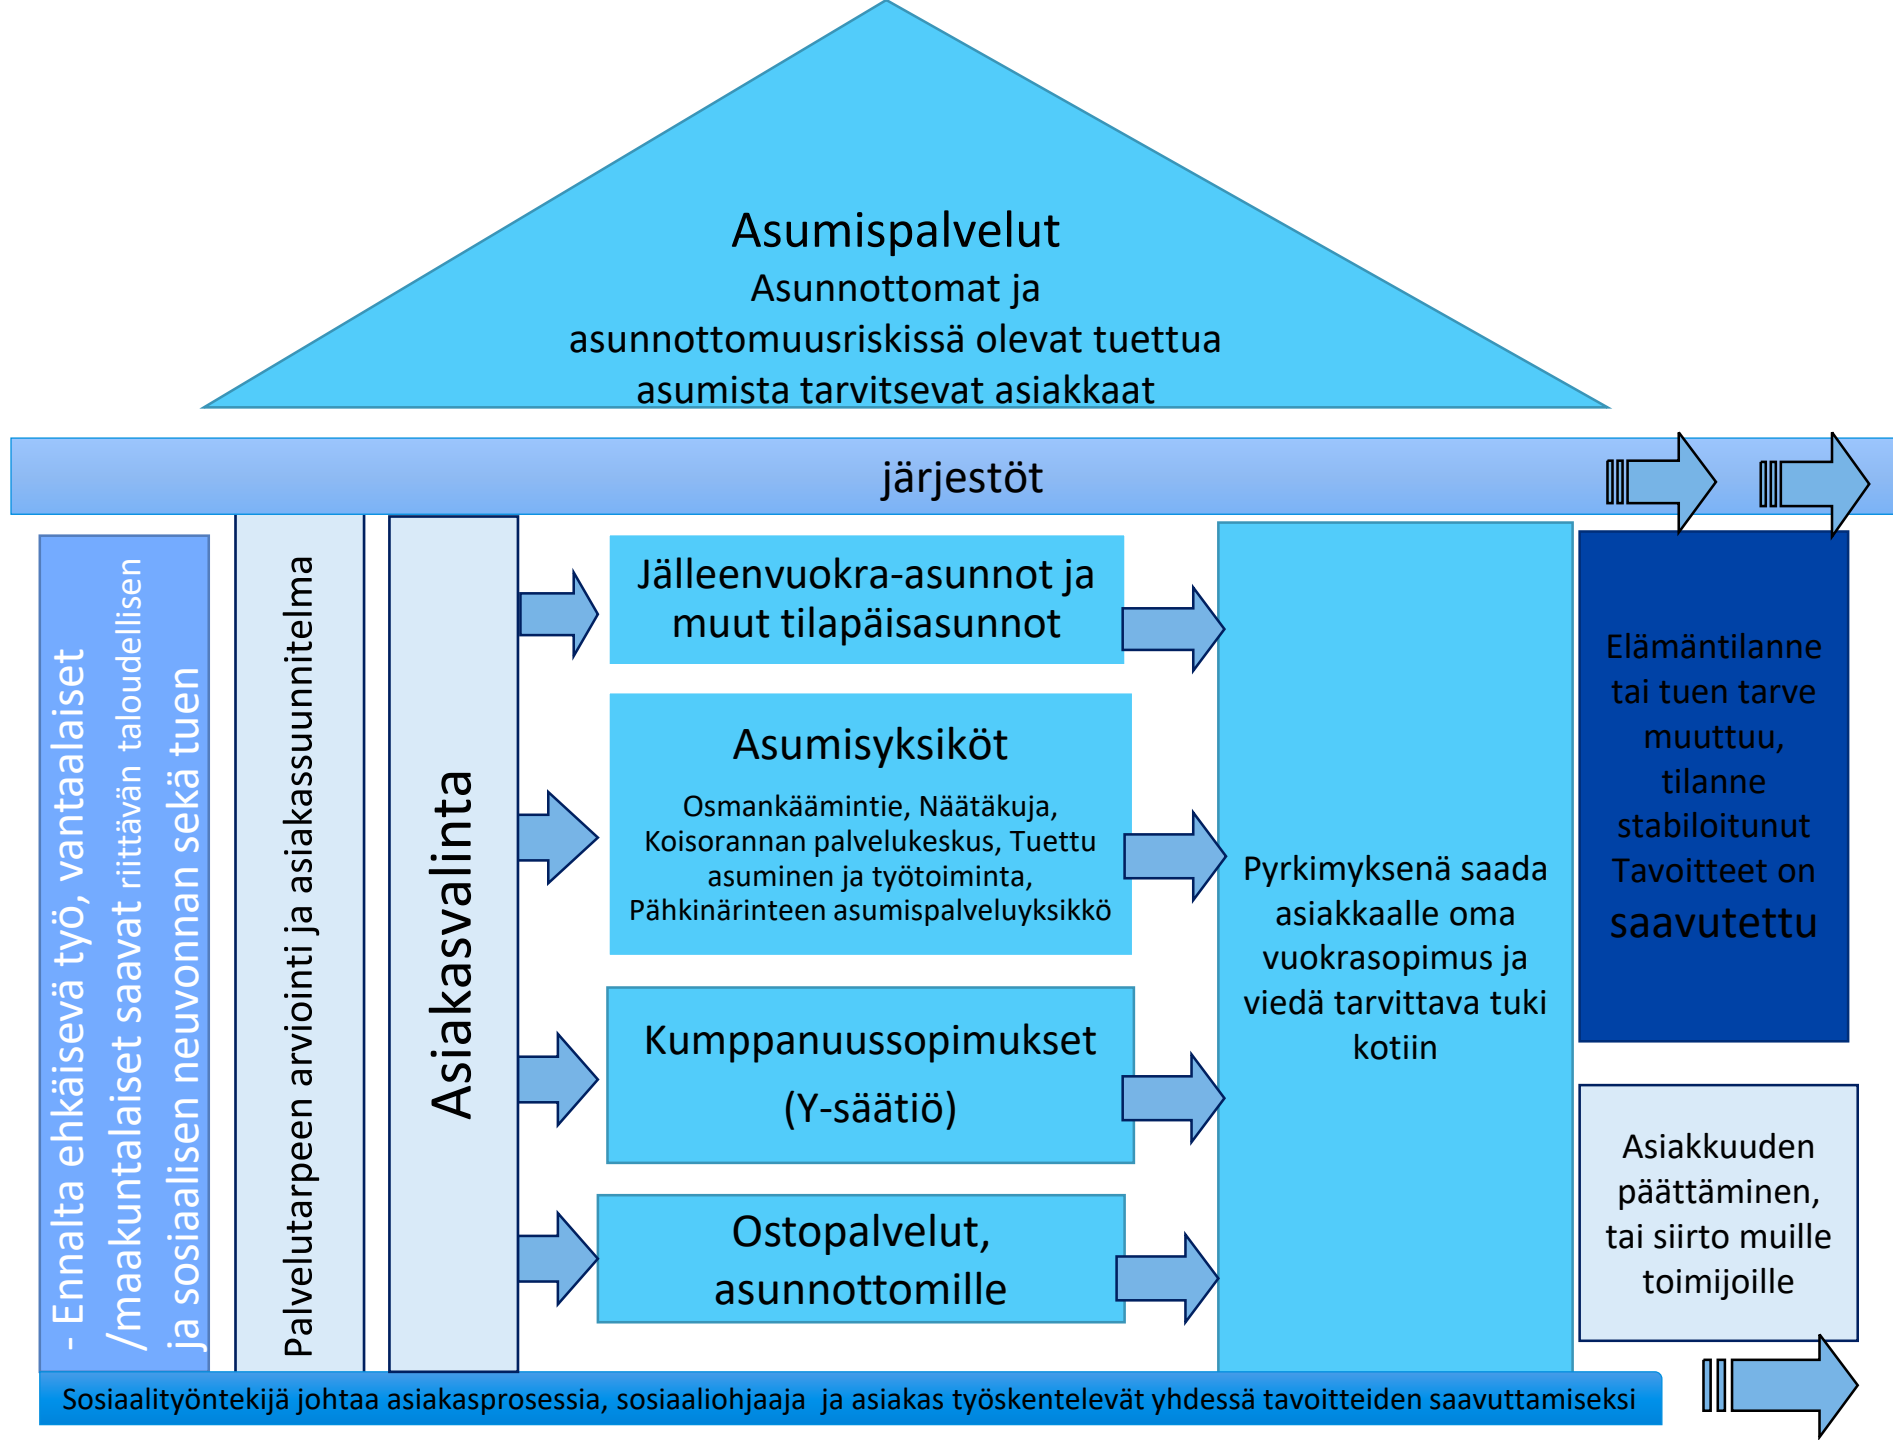 Asumispalvelut
Asunnottomat ja
asunnottomuusriskissä olevat tuettua
asumista tarvitsevat asiakkaat
järjestöt
- Ennalta ehkäisevä työ, vantaalaiset
/maakuntalaiset saavat riittävän taloudellisen
ja sosiaalisen neuvonnan sekä tuen
Palvelutarpeen arviointi ja asiakassuunnitelma
Asiakasvalinta
Jälleenvuokra-asunnot ja
muut tilapäisasunnot
Asumisyksiköt
Osmankäämintie, Näätäkuja,
Koisorannan palvelukeskus, Tuettu
asuminen ja työtoiminta,
Pähkinärinteen asumispalveluyksikkö
Kumppanuussopimukset
(Y-säätiö)
Ostopalvelut,
asunnottomille
Pyrkimyksenä saada
asiakkaalle oma
vuokrasopimus ja
viedä tarvittava tuki
kotiin
Elämäntilanne
tai tuen tarve
muuttuu,
tilanne
stabiloitunut
Tavoitteet on
saavutettu
Asiakkuuden
päättäminen,
tai siirto muille
toimijoille
Sosiaalityöntekijä johtaa asiakasprosessia, sosiaaliohjaaja  ja asiakas työskentelevät yhdessä tavoitteiden saavuttamiseksi